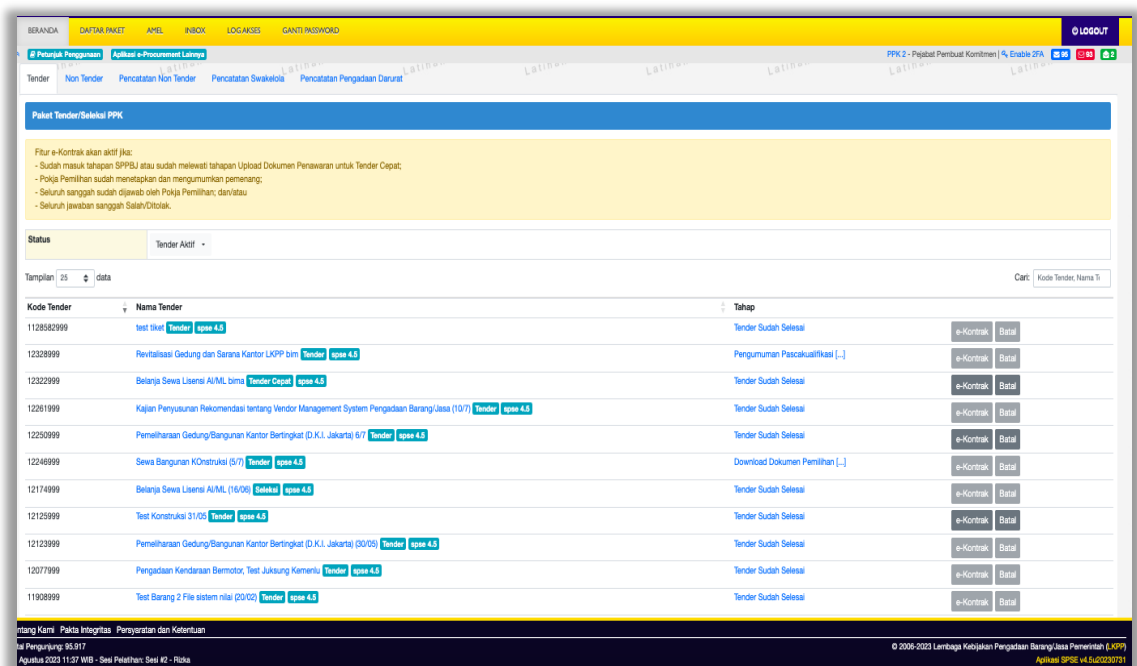 BERANDA DAFTAR PAKET AMEL INBOX LOG AKSES GANTI PASSWORD LOGOUT
Petunjuk Penggunaan Aplikasi e-Procurement Lainnya PPK 2 - Pejabat Pembuat Komitmen | Enable 2FA 95 93 2
Tender Non Tender Pencatatan Non Tender Pencatatan Swakelola Pencatatan Pengadaan Darurat
Paket Tender/Seleksi PPK
Fitur e-Kontrak akan aktif jika:
- Sudah masuk tahapan SPPBJ atau sudah melewati tahapan Upload Dokumen Penawaran untuk Tender Cepat;
- Pokja Pemilihan sudah menetapkan dan mengumumkan pemenang;
- Seluruh sanggah sudah dijawab oleh Pokja Pemilihan; dan/atau
- Seluruh jawaban sanggah Salah/Ditolak.
Status Tender Aktif
Tampilan 25 data Cari: Kode Tender, Nama T
Kode Tender Nama Tender Tahap
1128582999 test tiket Tender spse 4.5 Tender Sudah Selesai e-Kontrak Batal
12328999 Revitalisasi Gedung dan Sarana Kantor LKPP bim Tender spse 4.5 Pengumuman Pascakualifikasi [...] e-Kontrak Batal
12322999 Belanja Sewa Lisensi AI/ML bima Tender Cepat spse 4.5 Tender Sudah Selesai e-Kontrak Batal
12261999 Kajian Penyusunan Rekomendasi tentang Vendor Management System Pengadaan Barang/Jasa (10/7) Tender spse 4.5 Tender Sudah Selesai e-Kontrak Batal
12250999 Pemeliharaan Gedung/Bangunan Kantor Bertingkat (D.K.I. Jakarta) 6/7 Tender spse 4.5 Tender Sudah Selesai e-Kontrak Batal
12246999 Sewa Bangunan KOnstruksi (5/7) Tender spse 4.5 Download Dokumen Pemilihan [...] e-Kontrak Batal
12174999 Belanja Sewa Lisensi AI/ML (16/06) Seleksi spse 4.5 Tender Sudah Selesai e-Kontrak Batal
12125999 Test Konstruksi 31/05 Tender spse 4.5 Tender Sudah Selesai e-Kontrak Batal
12123999 Pemeliharaan Gedung/Bangunan Kantor Bertingkat (D.K.I. Jakarta) (30/05) Tender spse 4.5 Tender Sudah Selesai e-Kontrak Batal
12077999 Pengadaan Kendaraan Bermotor, Test Juksung Kemenlu Tender spse 4.5 Tender Sudah Selesai e-Kontrak Batal
11908999 Test Barang 2 File sistem nilai (20/02) Tender spse 4.5 Tender Sudah Selesai e-Kontrak Batal
ntang Kami Pakta Integritas Persyaratan dan Ketentuan
tal Pengunjung: 95.917 © 2006-2023 Lembaga Kebijakan Pengadaan Barang/Jasa Pemerintah (LKPP)
Agustus 2023 11:37 WIB - Sesi Pelatihan: Sesi #2 - Rizka Aplikasi SPSE v4.5u20230731